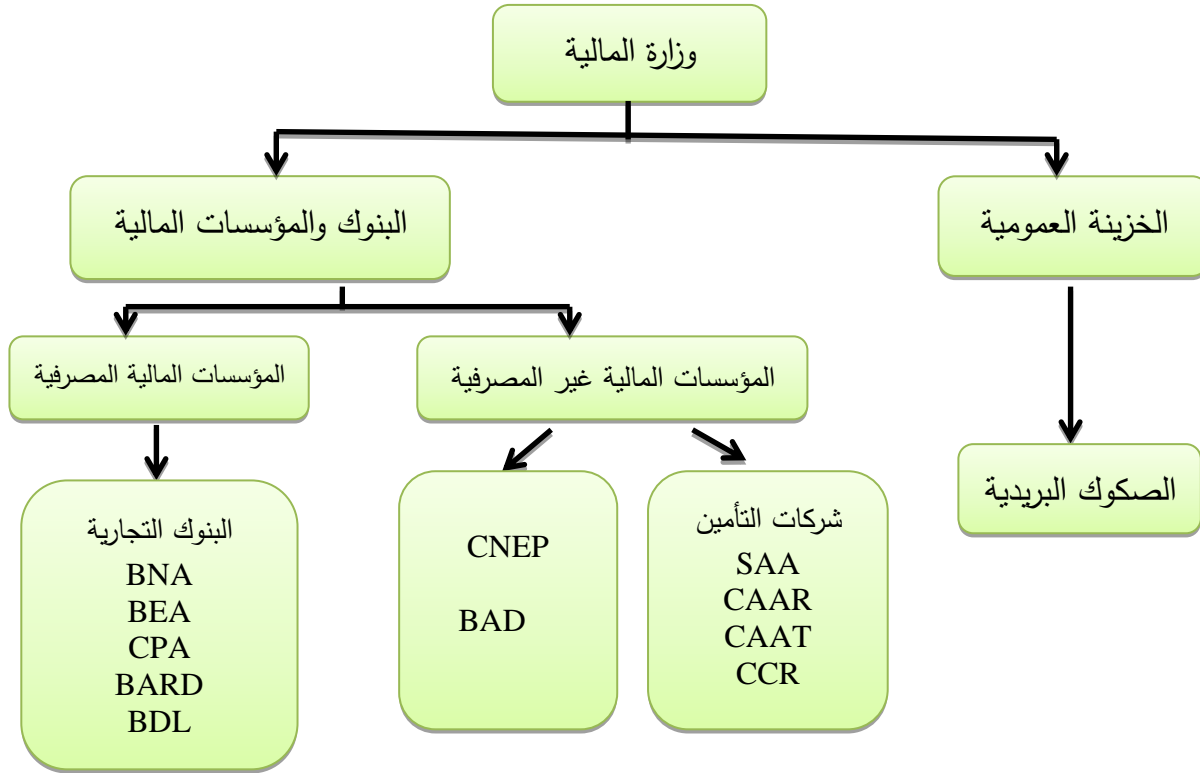 وزارة المالية
الخزينة العمومية
البنوك والمؤسسات المالية
المؤسسات المالية غير المصرفية
المؤسسات المالية المصرفية
الصكوك البريدية
شركات التأمين
SAA
CAAR
CAAT
CCR
CNEP
BAD
البنوك التجارية
BNA
BEA
CPA
BARD
BDL